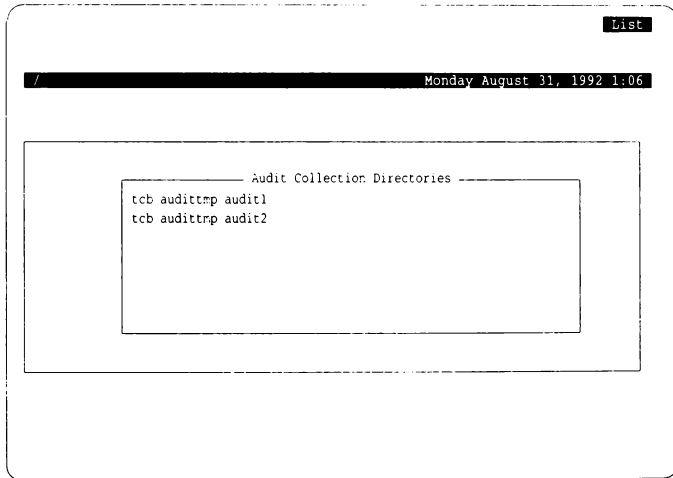 List
/ Monday August 31, 1992 1:06
Audit Collection Directories
tcb audittmp audit1
tcb audittmp audit2